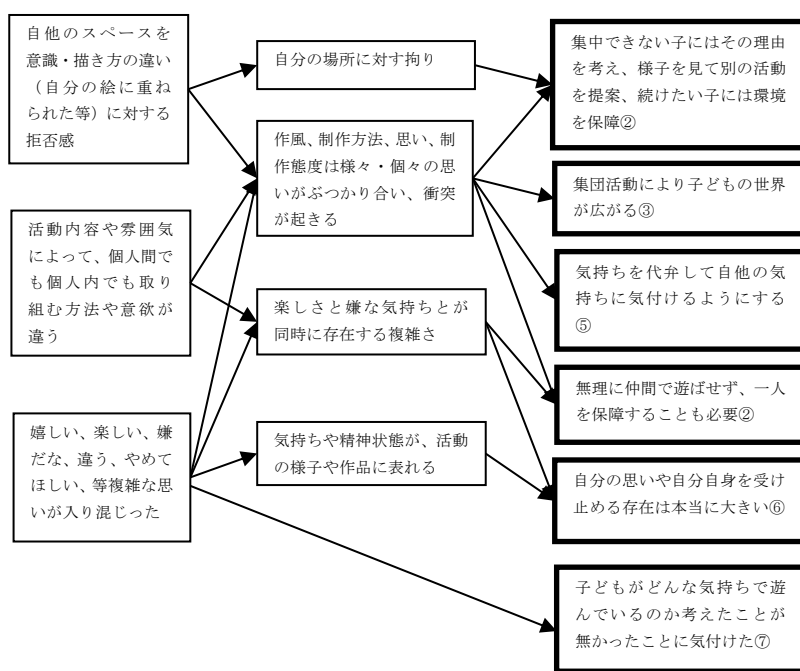 自他のスペースを
意識・描き方の違い
（自分の絵に重ね
られた等）に対する
拒否感
活動内容や雰囲気
によって、個人間で
も個人内でも取り
組む方法や意欲が
違う
嬉しい、楽しい、嫌
だな、違う、やめて
ほしい、等複雑な思
いが入り混じった
自分の場所に対す拘り
作風、制作方法、思い、制
作態度は様々・個々の思
いがぶつかり合い、衝突
が起きる
楽しさと嫌な気持ちとが
同時に存在する複雑さ
気持ちや精神状態が、活動
の様子や作品に表れる
集中できない子にはその理由
を考え、様子を見て別の活動
を提案、続けたい子には環境
を保障②
集団活動により子どもの世界
が広がる③
気持ちを代弁して自他の気
持ちに気付けるようにする
⑤
無理に仲間で遊ばせず、一人
を保障することも必要②
自分の思いや自分自身を受け
止める存在は本当に大きい⑥
子どもがどんな気持ちで遊
んでいるのか考えたことが
無かったことに気付けた⑦